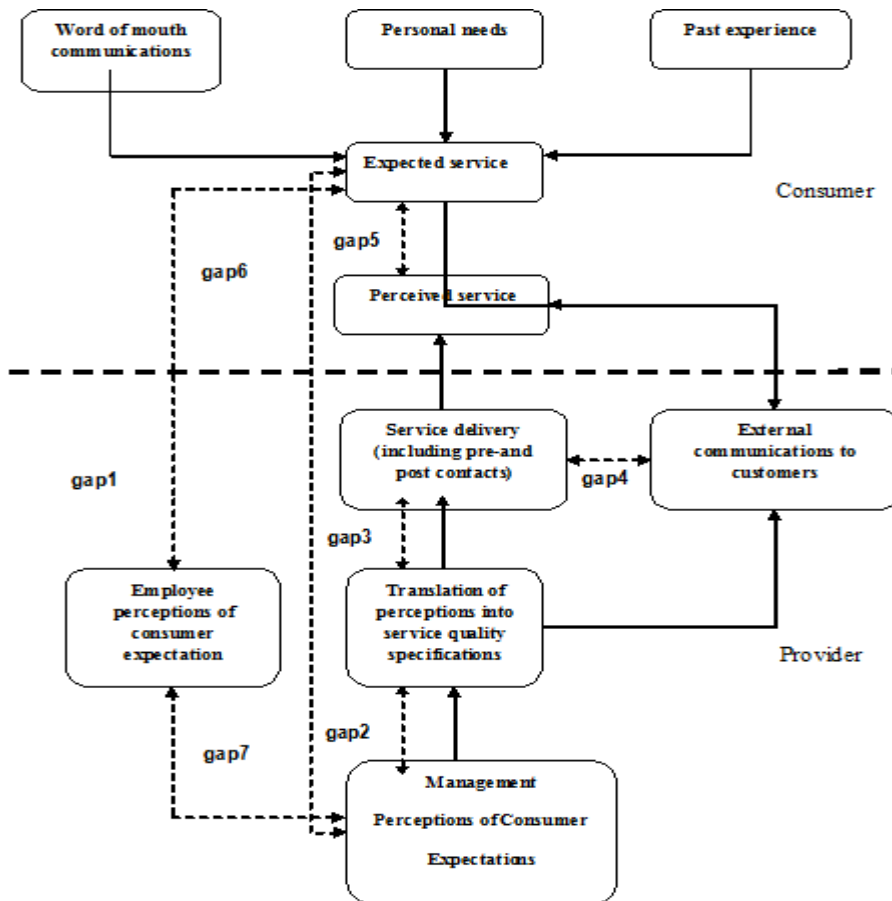 Word of mouth
communications
Personal needs
Past experience
Expected service
Consumer
gap5
gap6
Perceived service
Service delivery
(including pre-and
post contacts)
External
communications to
customers
gap4
gap1
gap3
Employee
perceptions of
consumer
expectation
Translation of
perceptions into
service quality
specifications
Provider
gap2
gap7
Management
Perceptions of Consumer
Expectations